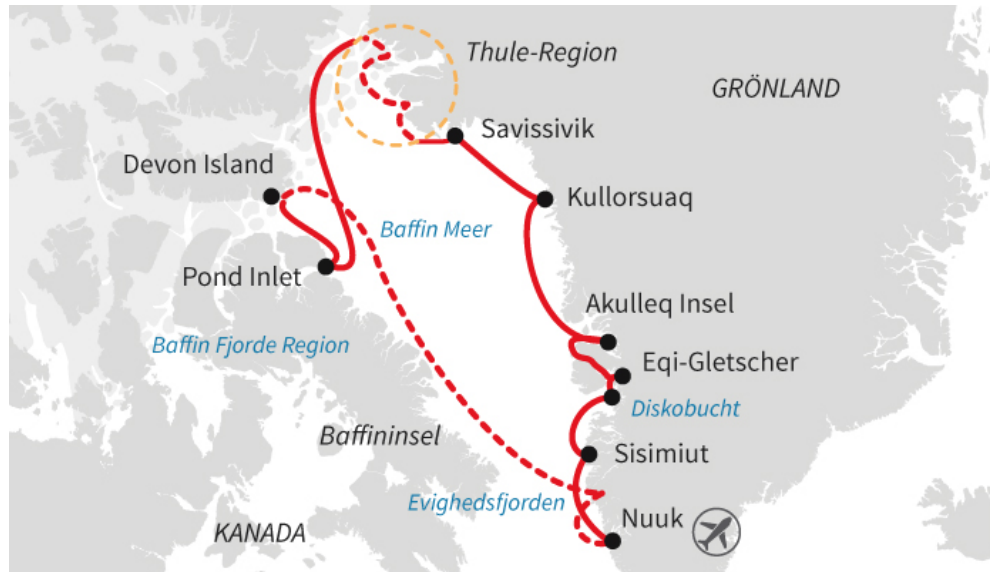 Thule-Region
GRÖNLAND
Savissivik
Devon Island
Kullorsuaq
Baffin Meer
Pond Inlet
Akulleq Insel
Baffin Fjorde Region
Eqi-Gletscher
Diskobucht
Baffininsel
Sisimiut
Evighedsfjorden
Nuuk
KANADA